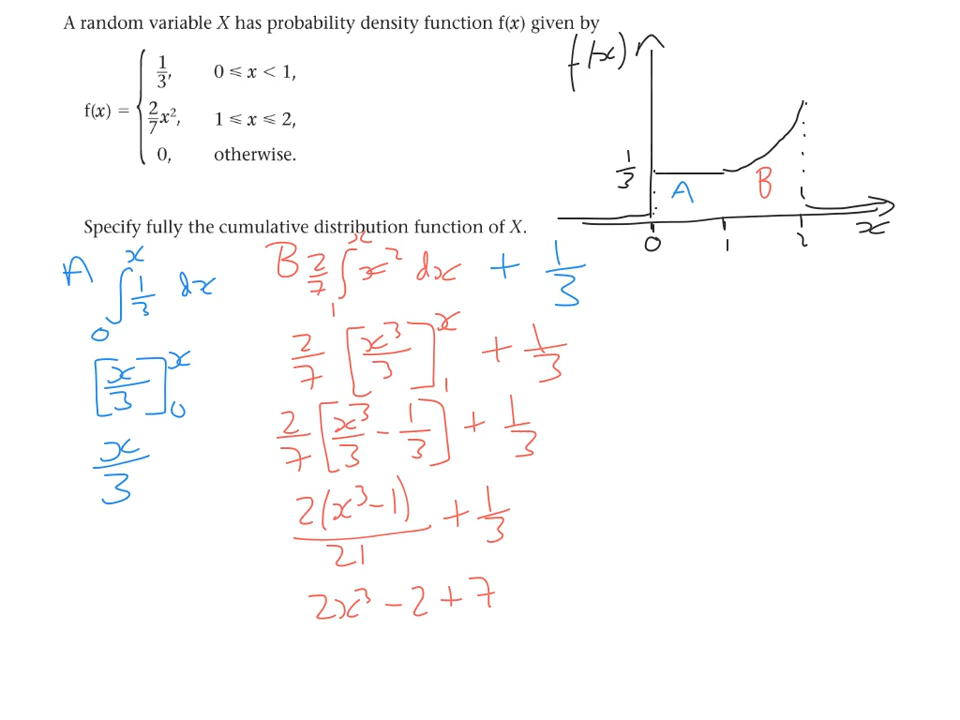 A random variable X has probability density function f(x) given by
f(x) = { 1/3, 0 ⩽ x < 1,
2/7 x², 1 ⩽ x ⩽ 2,
0, otherwise.
f(x)
1/3
A
B
0 1 2 x
Specify fully the cumulative distribution function of X.
A ∫₀ˣ 1/3 dx
[x/3]₀ˣ
x/3
B 2/7 ∫₁ˣ x² dx + 1/3
2/7 [x³/3]₁ˣ + 1/3
2/7 [x³/3 - 1/3] + 1/3
2(x³-1)/21 + 1/3
2x³ - 2 + 7